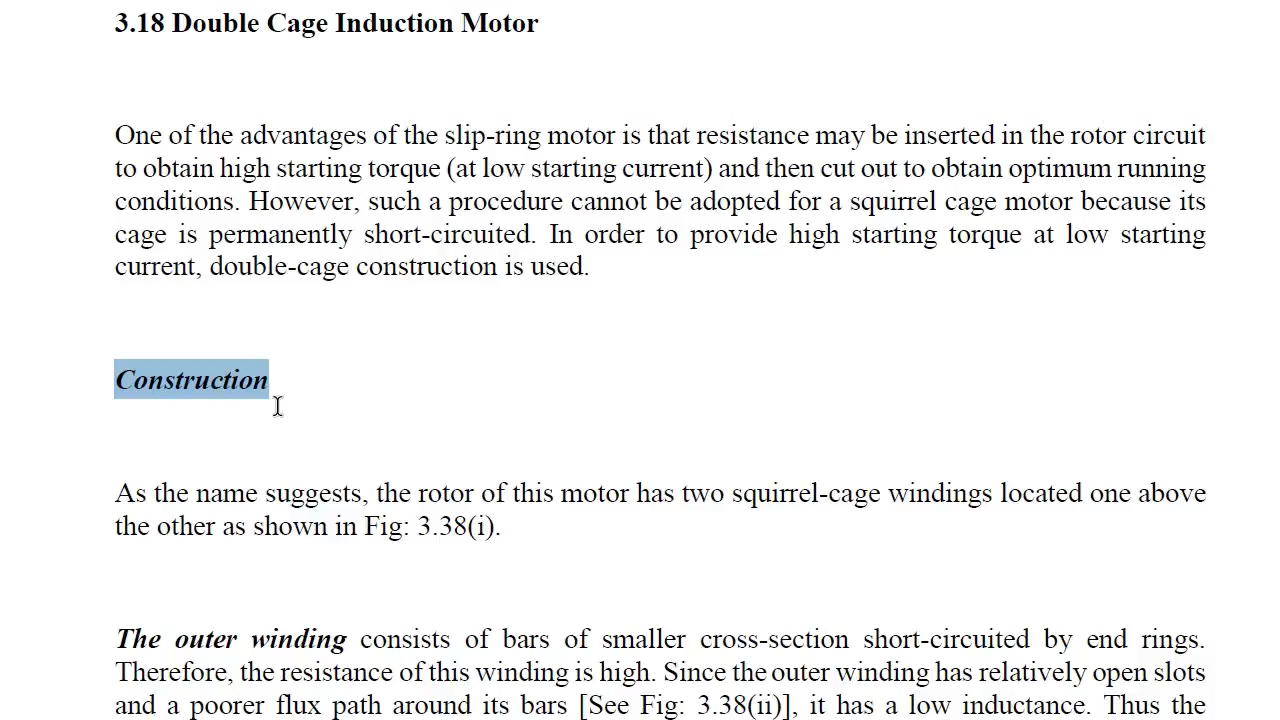 3.18 Double Cage Induction Motor
One of the advantages of the slip-ring motor is that resistance may be inserted in the rotor circuit
to obtain high starting torque (at low starting current) and then cut out to obtain optimum running
conditions. However, such a procedure cannot be adopted for a squirrel cage motor because its
cage is permanently short-circuited. In order to provide high starting torque at low starting
current, double-cage construction is used.
Construction
As the name suggests, the rotor of this motor has two squirrel-cage windings located one above
the other as shown in Fig: 3.38(i).
The outer winding consists of bars of smaller cross-section short-circuited by end rings.
Therefore, the resistance of this winding is high. Since the outer winding has relatively open slots
and a poorer flux path around its bars [See Fig: 3.38(ii)], it has a low inductance. Thus the